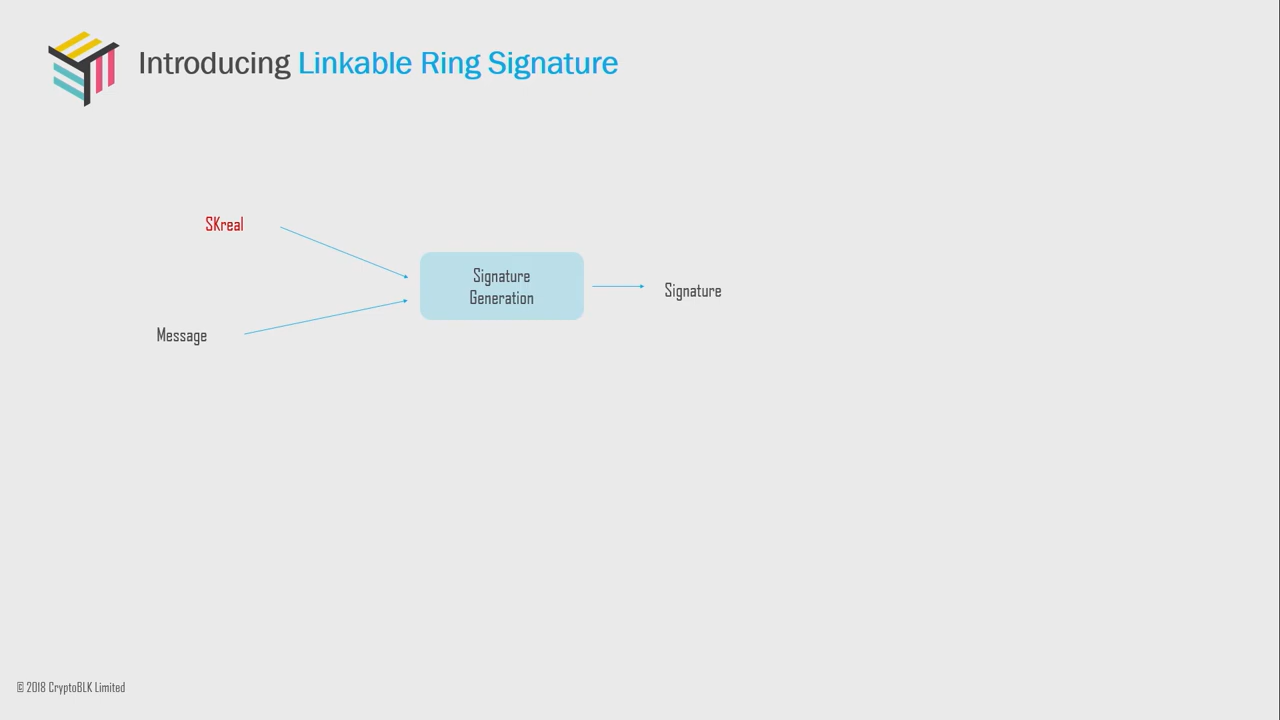 Introducing Linkable Ring Signature
SKreal
Signature
Generation
Signature
Message
© 2018 CryptoBLK Limited